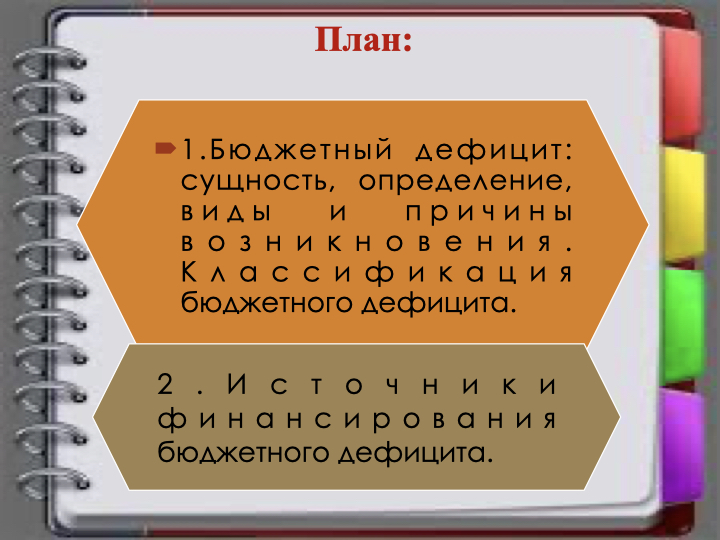 План:
1.Бюджетный дефицит:
сущность, определение,
виды и причины
возникновения.
Классификация
бюджетного дефицита.
2.Источники
финансирования
бюджетного дефицита.